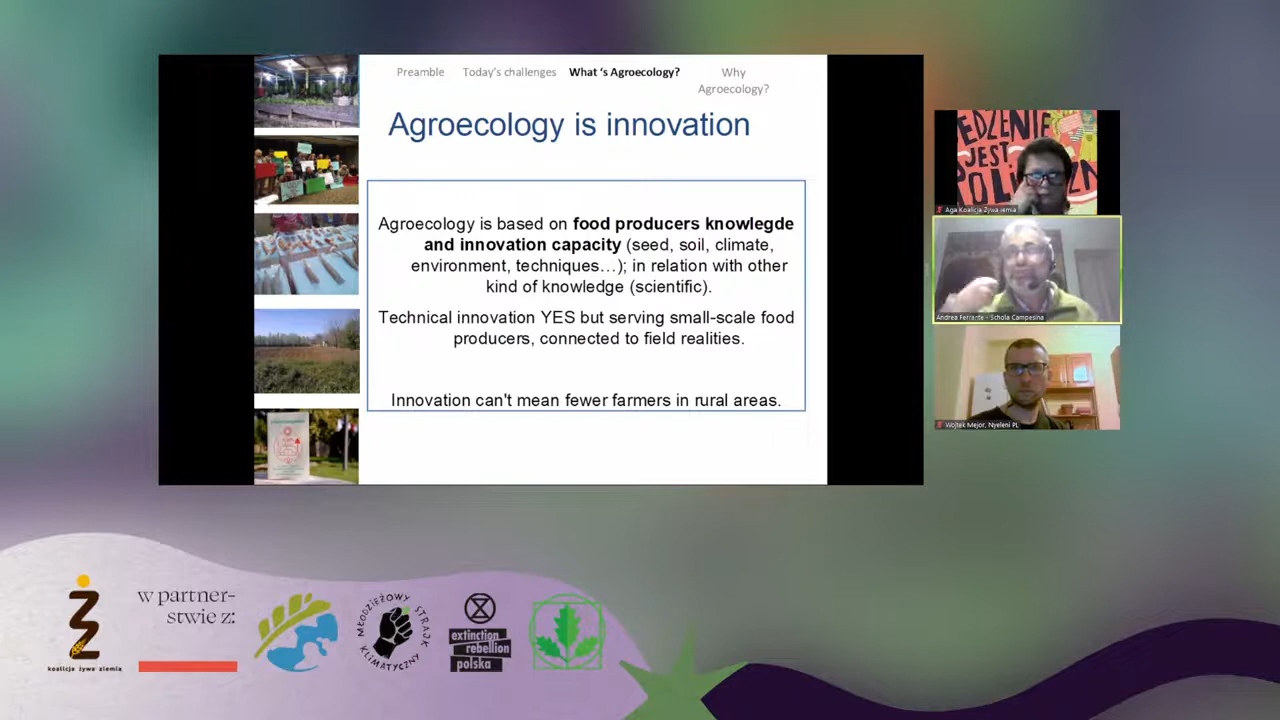 Preamble
Today's challenges
What 's Agroecology?
Why
Agroecology?
Agroecology is innovation
Agroecology is based on food producers knowlegde
and innovation capacity (seed, soil, climate,
environment, techniques…); in relation with other
kind of knowledge (scientific).
Technical innovation YES but serving small-scale food
producers, connected to field realities.
Innovation can't mean fewer farmers in rural areas.
JEST
Aga Koalicja Żywa iemia
Andrea Ferrante - Schola Campesina
Wojtek Mejor, Nyeleni PL
Ż
koalicja żywa ziemia
w partner-
stwie z:
MŁODZIEŻOWY STRAJK
KLIMATYCZNY
extinction
rebellion
polska